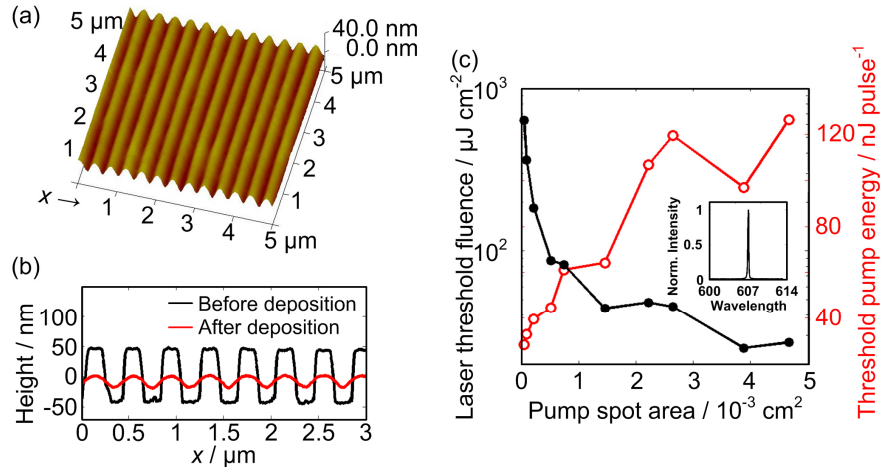 (a)
5 µm
4
3
2
1
x →
1
2
3
4
5 µm
40.0 nm
0.0 nm
5 µm
4
3
2
1
(b)
Height / nm
100
50
0
-50
Before deposition
After deposition
0
0.5
1
1.5
2
2.5
3
x / µm
(c)
Laser threshold fluence / µJ cm-2
10³
10²
Threshold pump energy / nJ pulse-1
120
80
40
Norm. Intensity
1
0.5
0
600
607
614
Wavelength
0
1
2
3
4
5
Pump spot area / 10⁻³ cm²